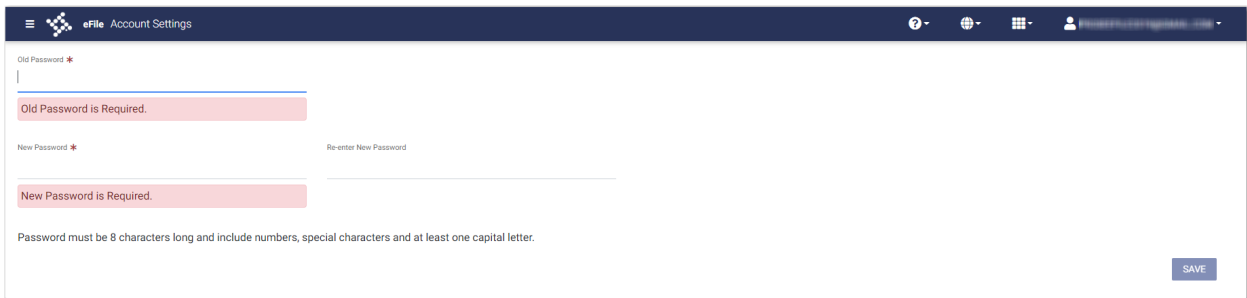 eFile Account Settings
Old Password *
Old Password is Required.
New Password * Re-enter New Password
New Password is Required.
Password must be 8 characters long and include numbers, special characters and at least one capital letter.
SAVE